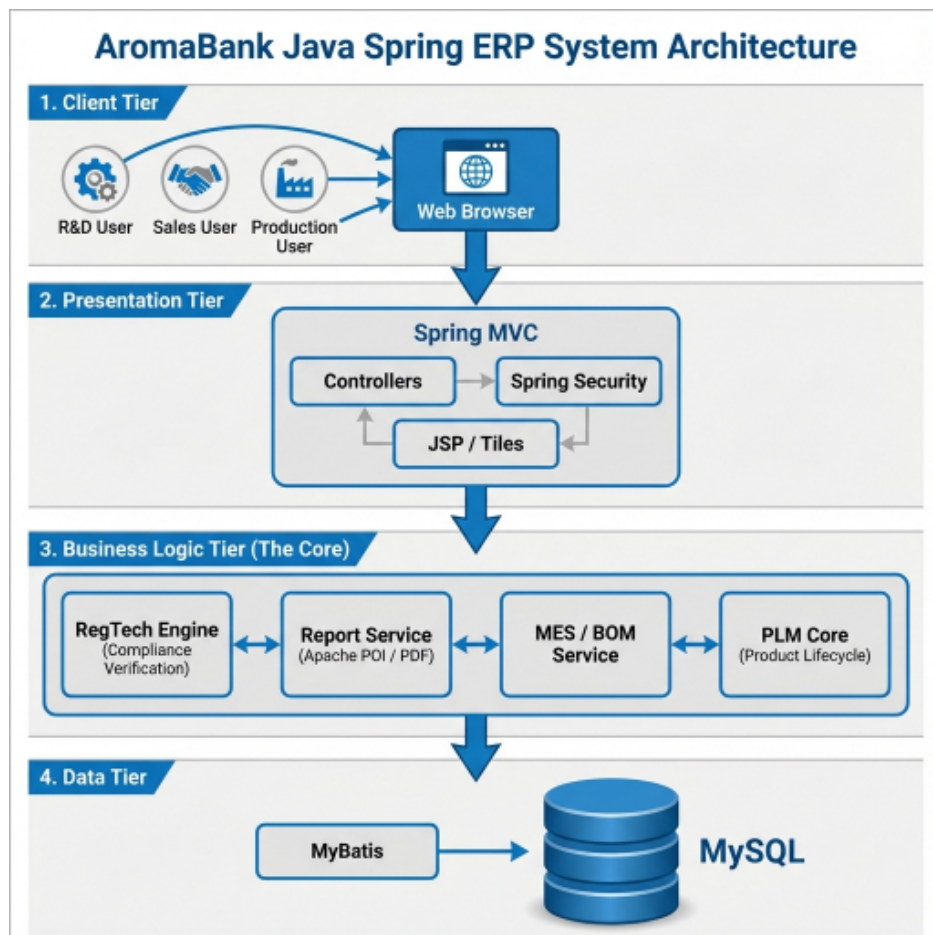 AromaBank Java Spring ERP System Architecture
1. Client Tier
R&D User
Sales User
Production
User
Web Browser
2. Presentation Tier
Spring MVC
Controllers
Spring Security
JSP / Tiles
3. Business Logic Tier (The Core)
RegTech Engine
(Compliance
Verification)
Report Service
(Apache POI / PDF)
MES / BOM
Service
PLM Core
(Product Lifecycle)
4. Data Tier
MyBatis
MySQL